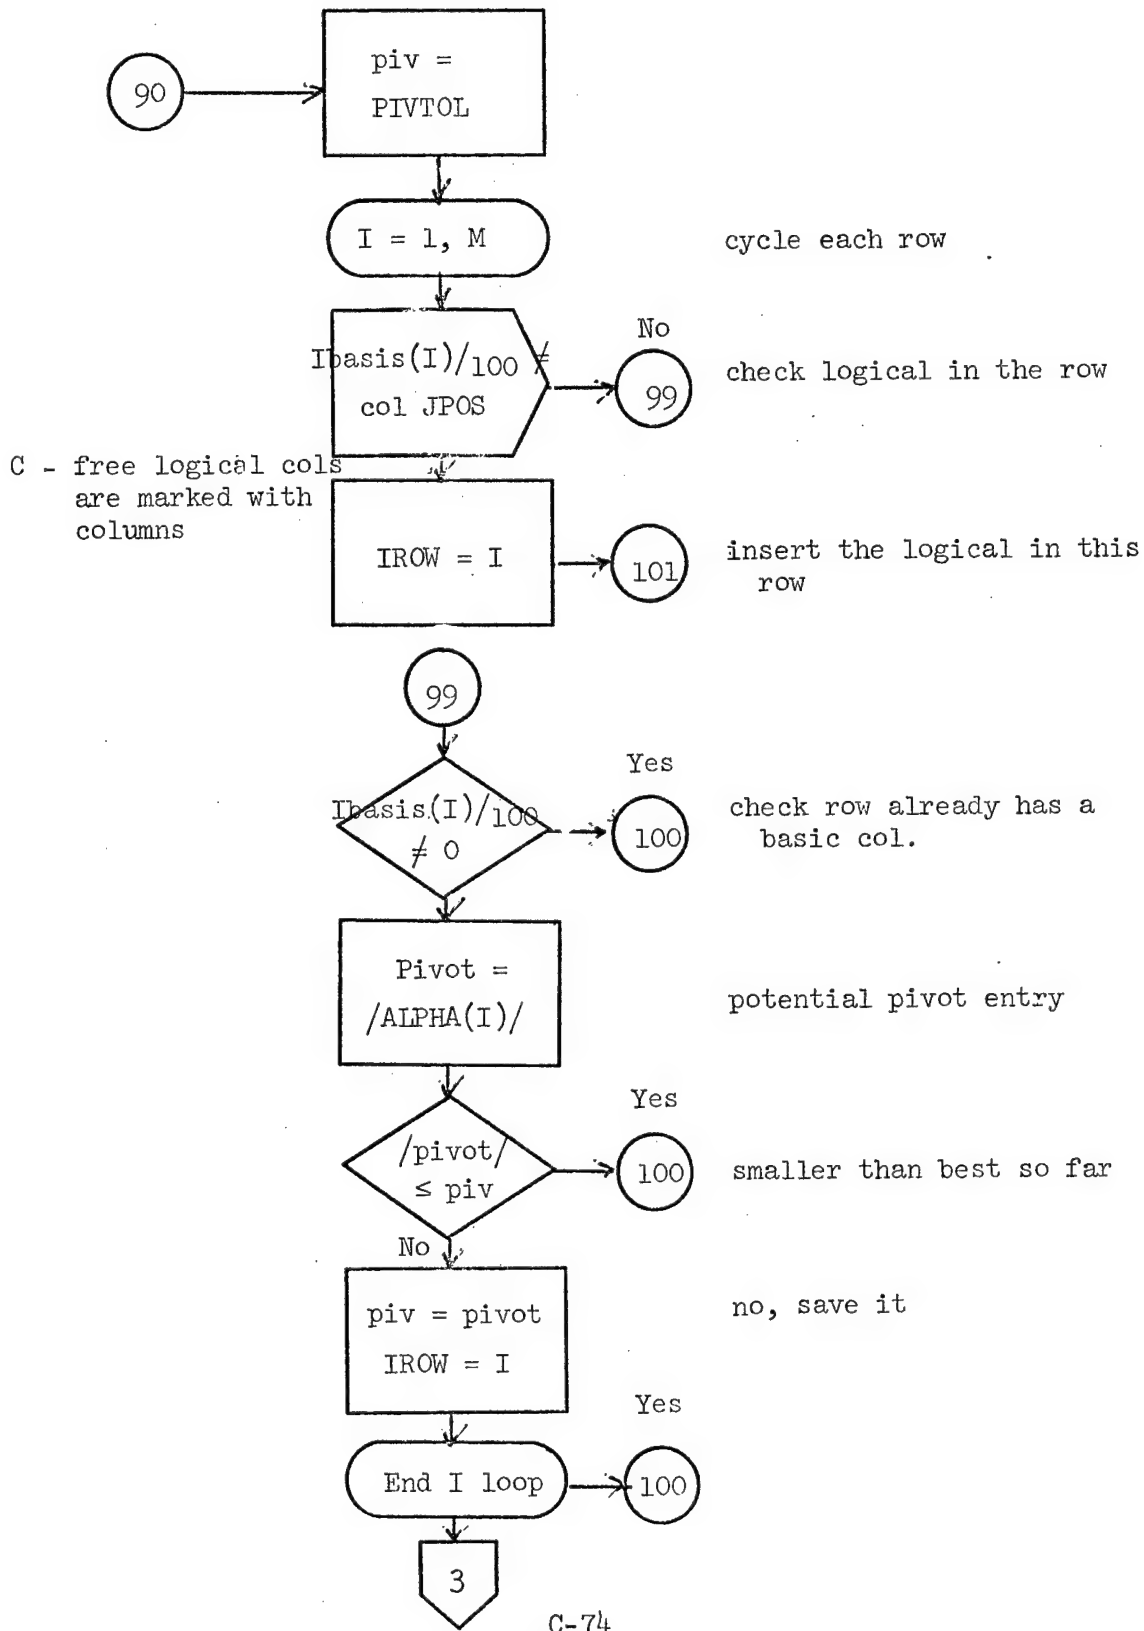 piv =
90
PIVTOL
I = 1, M
cycle each row
No
Ibasis(I)/100 ≠
col JPOS
99
check logical in the row
C - free logical cols
are marked with
columns
IROW = I
101
insert the logical in this
row
99
Yes
Ibasis(I)/100
≠ 0
100
check row already has a
basic col.
Pivot =
/ALPHA(I)/
potential pivot entry
Yes
/pivot/
≤ piv
100
smaller than best so far
No
piv = pivot
IROW = I
no, save it
Yes
End I loop
100
3
C-74